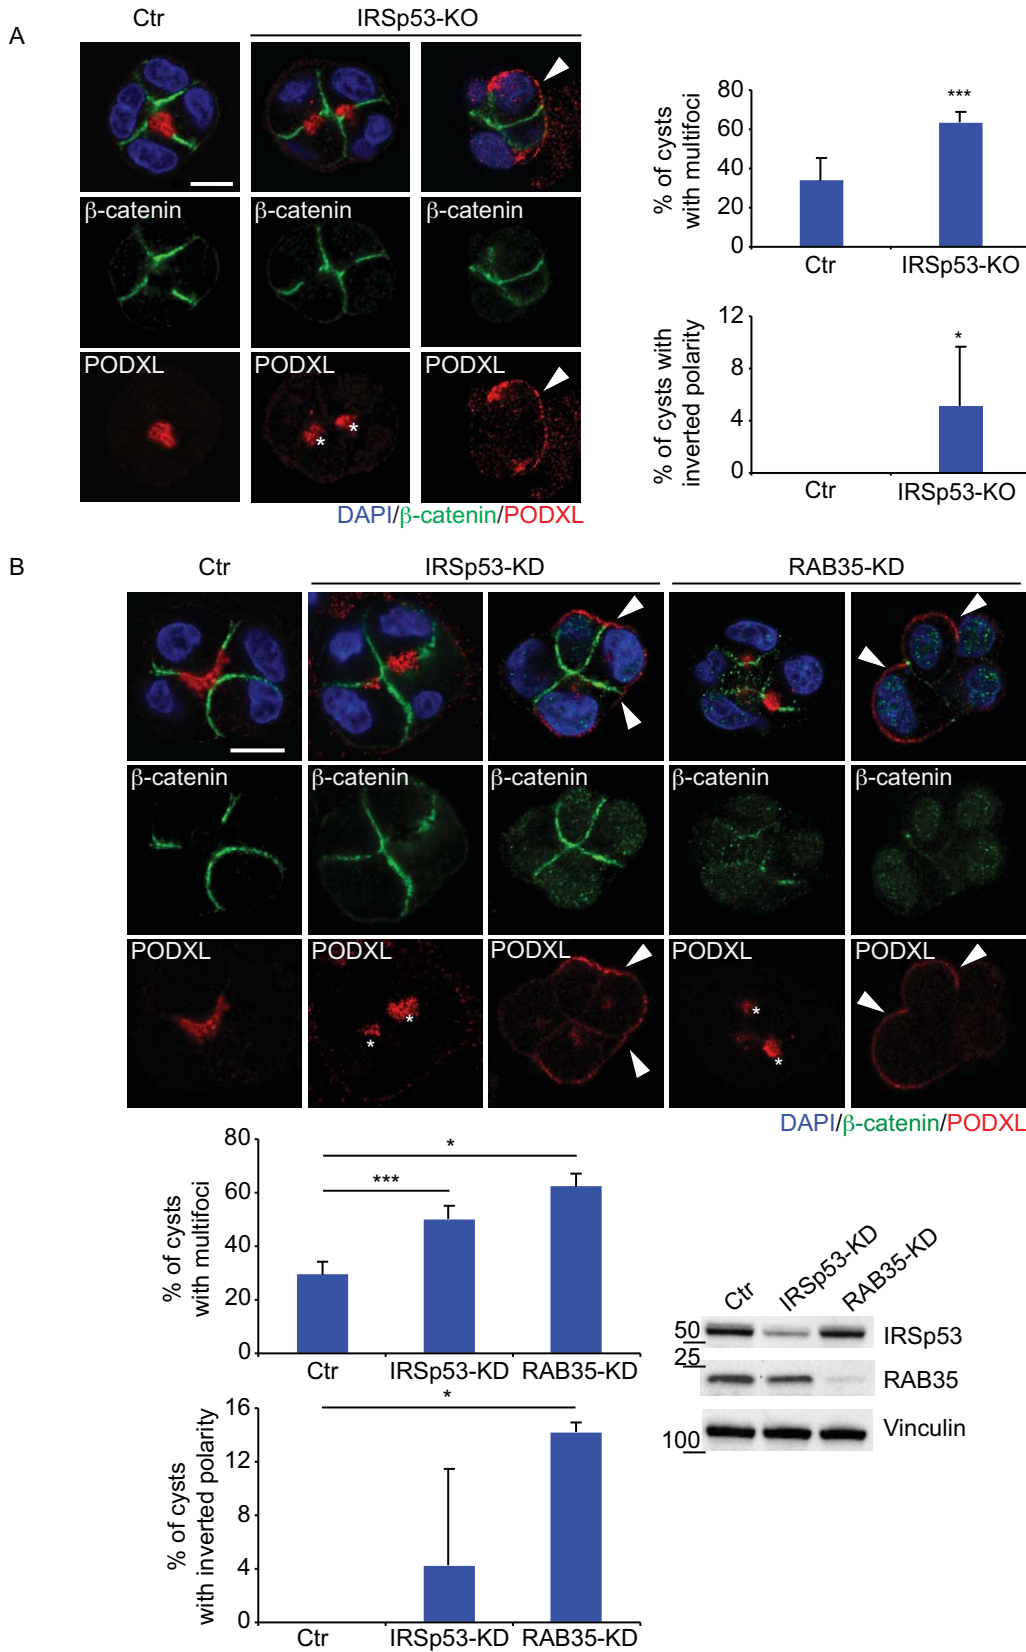 A
Ctr
IRSp53-KO
β-catenin
β-catenin
β-catenin
PODXL
PODXL
PODXL
*
*
DAPI/β-catenin/PODXL
% of cysts
with multifoci
80
60
40
20
0
***
Ctr
IRSp53-KO
% of cysts with
inverted polarity
12
8
4
0
*
Ctr
IRSp53-KO
B
Ctr
IRSp53-KD
RAB35-KD
β-catenin
β-catenin
β-catenin
β-catenin
β-catenin
PODXL
PODXL
PODXL
PODXL
PODXL
*
*
*
*
DAPI/β-catenin/PODXL
% of cysts
with multifoci
80
60
40
20
0
*
***
Ctr
IRSp53-KD
RAB35-KD
% of cysts
with inverted polarity
16
12
8
4
0
*
Ctr
IRSp53-KD
RAB35-KD
Ctr
IRSp53-KD
RAB35-KD
50
IRSp53
25
RAB35
Vinculin
100